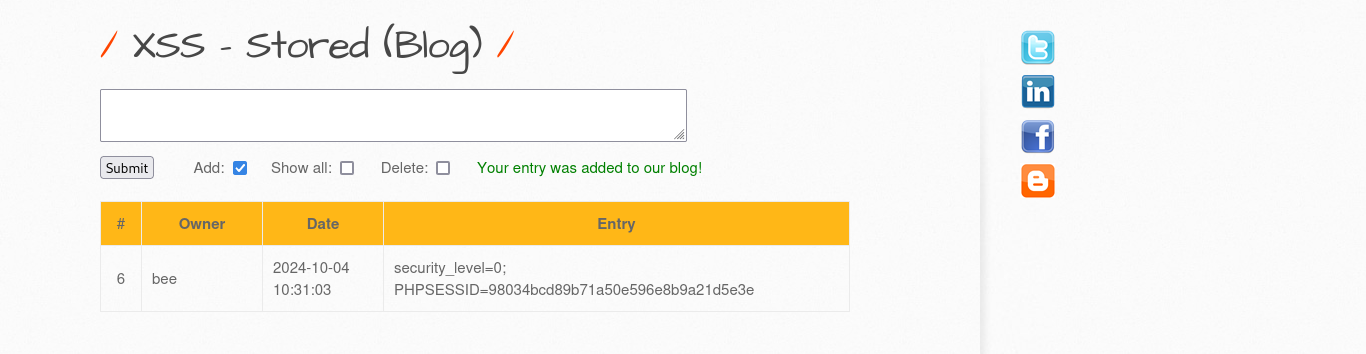 / XSS - Stored (Blog) /
Submit Add: Show all: Delete: Your entry was added to our blog!
# Owner Date Entry
6 bee 2024-10-04 10:31:03 security_level=0; PHPSESSID=98034bcd89b71a50e596e8b9a21d5e3e